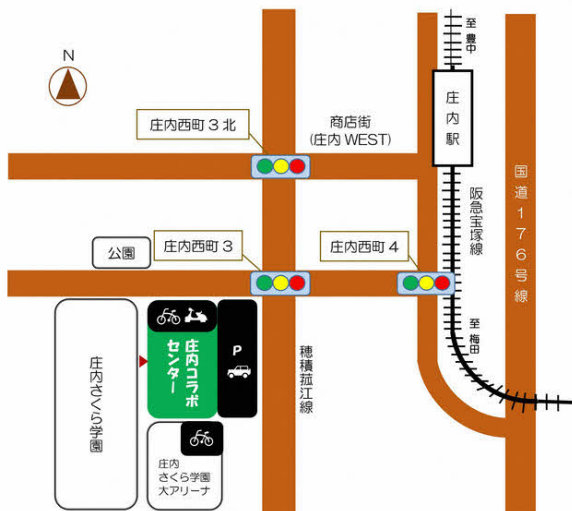 N
至 豊中
庄内駅
庄内西町3北
商店街
(庄内 WEST)
阪急宝塚線
国道176号線
公園
庄内西町3
庄内西町4
至 梅田
庄内さくら学園
庄内コラボ
センター
P
穂積菰江線
庄内
さくら学園
大アリーナ